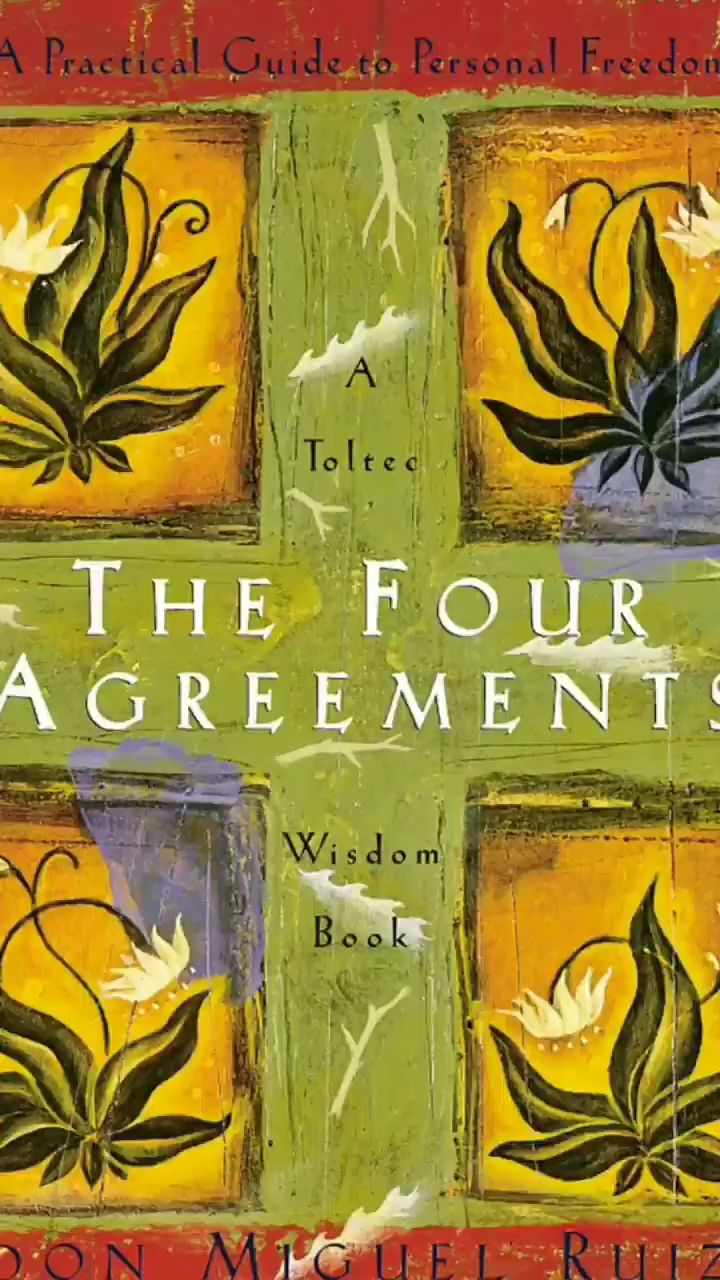 A Practical Guide to Personal Freedom
A
Toltec
THE FOUR
AGREEMENTS
Wisdom
Book
DON MIGUEL RUIZ